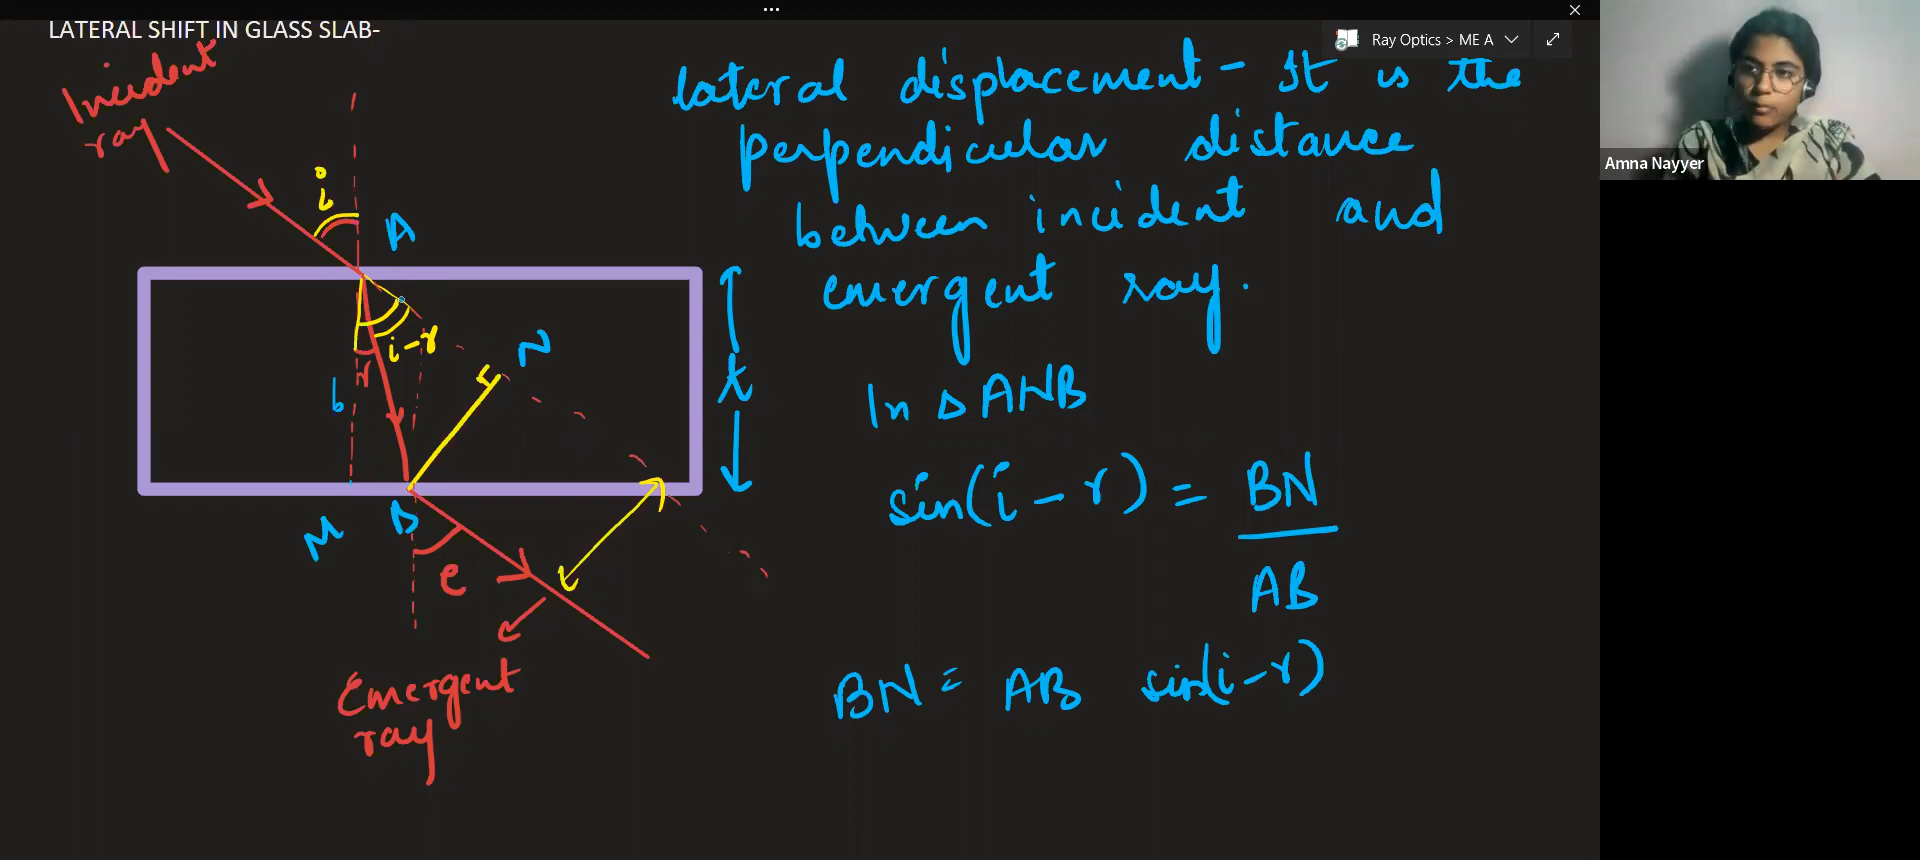 LATERAL SHIFT IN GLASS SLAB-
Ray Optics > ME A
Amna Nayyer
Incident
ray
i
A
i-r
r
N
t
M
B
e
Emergent
ray
t
lateral displacement - It is the
perpendicular distance
between incident and
emergent ray.
In Δ ANB
sin(i - r) = BN
AB
BN = AB sin(i-r)